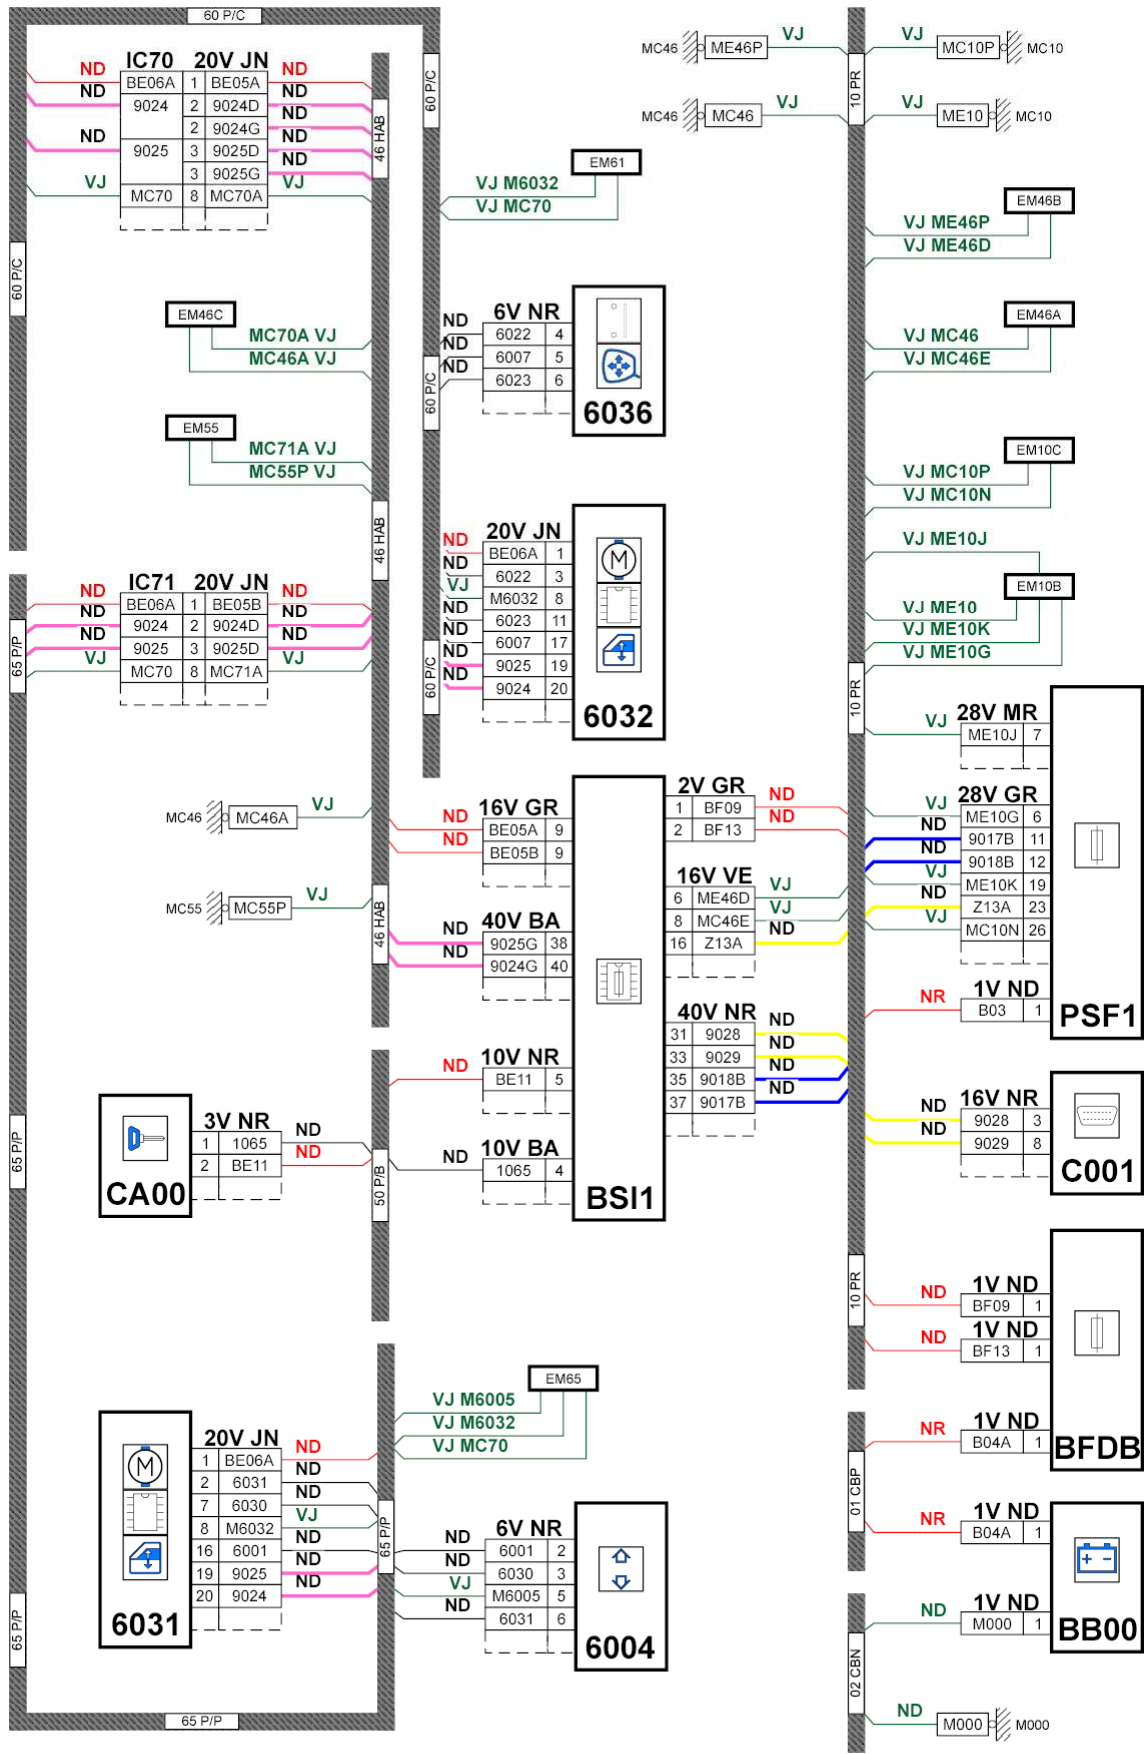 60 P/C
IC70 20V JN
ND BE06A 1 BE05A ND
ND 9024 2 9024D ND
2 9024G ND
ND 9025 3 9025D ND
3 9025G ND
VJ MC70 8 MC70A VJ
60 P/C
46 HAB
60 P/C
EM61
VJ M6032
VJ MC70
EM46C
MC70A VJ
MC46A VJ
EM55
MC71A VJ
MC55P VJ
46 HAB
60 P/C
6V NR
ND 6022 4
ND 6007 5
ND 6023 6
6036
20V JN
ND BE06A 1
ND 6022 3
VJ M6032 8
ND 6023 11
ND 6007 17
ND 9025 19
ND 9024 20
6032
60 P/C
IC71 20V JN
ND BE06A 1 BE05B ND
ND 9024 2 9024D ND
ND 9025 3 9025D ND
VJ MC70 8 MC71A VJ
65 P/P
MC46 MC46A VJ
MC55 MC55P VJ
46 HAB
MC46 ME46P VJ
VJ MC10P MC10
MC46 MC46 VJ
VJ ME10 MC10
10 PR
EM46B
VJ ME46P
VJ ME46D
EM46A
VJ MC46
VJ MC46E
EM10C
VJ MC10P
VJ MC10N
VJ ME10J
EM10B
VJ ME10
VJ ME10K
VJ ME10G
10 PR
16V GR
ND BE05A 9
ND BE05B 9
40V BA
ND 9025G 38
ND 9024G 40
10V NR
ND BE11 5
10V BA
ND 1065 4
BSI1
2V GR
1 BF09 ND
2 BF13 ND
16V VE
6 ME46D VJ
8 MC46E VJ
16 Z13A ND
40V NR
31 9028 ND
33 9029 ND
35 9018B ND
37 9017B ND
28V MR
VJ ME10J 7
28V GR
VJ ME10G 6
ND 9017B 11
ND 9018B 12
VJ ME10K 19
ND Z13A 23
VJ MC10N 26
1V ND
NR B03 1
PSF1
16V NR
ND 9028 3
ND 9029 8
C001
3V NR
1 1065 ND
2 BE11 ND
CA00
65 P/P
50 P/B
10 PR
1V ND
ND BF09 1
1V ND
ND BF13 1
1V ND
NR B04A 1
BFDB
01 CBP
1V ND
NR B04A 1
1V ND
ND M000 1
BB00
02 CBN
ND M000 M000
EM65
VJ M6005
VJ M6032
VJ MC70
20V JN
1 BE06A ND
2 6031 ND
7 6030 ND
8 M6032 VJ
16 6001 ND
19 9025 ND
20 9024 ND
6031
65 P/P
65 P/P
6V NR
ND 6001 2
ND 6030 3
VJ M6005 5
ND 6031 6
6004
65 P/P
M
M
+ -